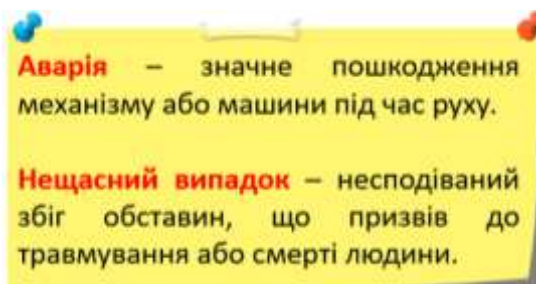 Аварія – значне пошкодження
механізму або машини під час руху.
Нещасний випадок – несподіваний
збіг обставин, що призвів до
травмування або смерті людини.